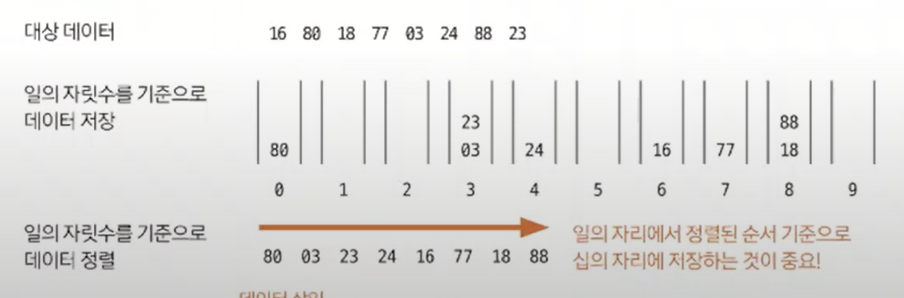 대상 데이터
16 80 18 77 03 24 88 23
일의 자릿수를 기준으로
데이터 저장
23 88
80 03 24 16 77 18
0 1 2 3 4 5 6 7 8 9
일의 자릿수를 기준으로
데이터 정렬
80 03 23 24 16 77 18 88
일의 자리에서 정렬된 순서 기준으로
십의 자리에 저장하는 것이 중요!